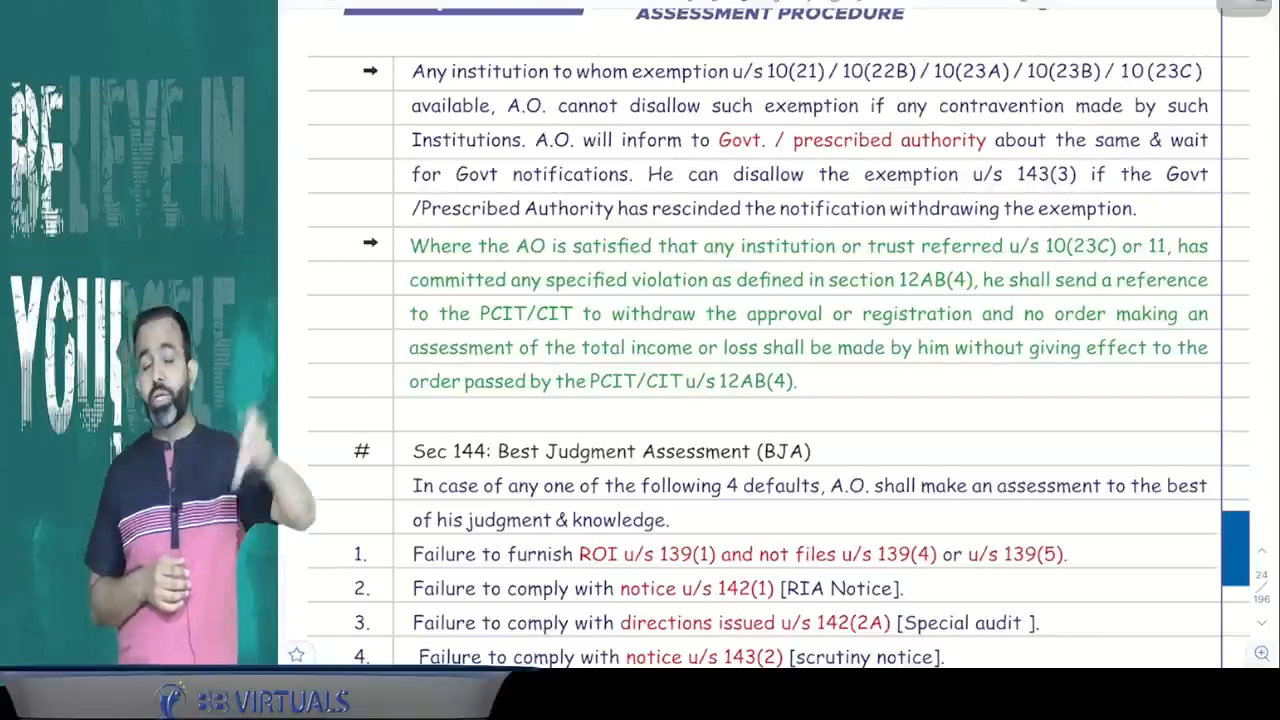 ASSESSMENT PROCEDURE
BELIEVE IN
YOURSELF
➞ Any institution to whom exemption u/s 10(21) / 10(22B) / 10(23A) / 10(23B) / 10 (23C)
available, A.O. cannot disallow such exemption if any contravention made by such
Institutions. A.O. will inform to Govt. / prescribed authority about the same & wait
for Govt notifications. He can disallow the exemption u/s 143(3) if the Govt
/Prescribed Authority has rescinded the notification withdrawing the exemption.
➞ Where the AO is satisfied that any institution or trust referred u/s 10(23C) or 11, has
committed any specified violation as defined in section 12AB(4), he shall send a reference
to the PCIT/CIT to withdraw the approval or registration and no order making an
assessment of the total income or loss shall be made by him without giving effect to the
order passed by the PCIT/CIT u/s 12AB(4).
# Sec 144: Best Judgment Assessment (BJA)
In case of any one of the following 4 defaults, A.O. shall make an assessment to the best
of his judgment & knowledge.
1. Failure to furnish ROI u/s 139(1) and not files u/s 139(4) or u/s 139(5).
2. Failure to comply with notice u/s 142(1) [RIA Notice].
3. Failure to comply with directions issued u/s 142(2A) [Special audit ].
4. Failure to comply with notice u/s 143(2) [scrutiny notice].
24
196
BB VIRTUALS